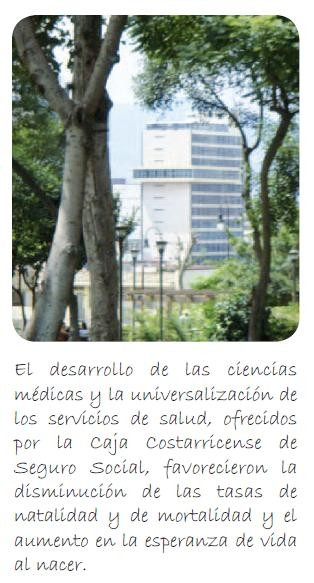 El desarrollo de las ciencias
médicas y la universalización de
los servicios de salud, ofrecidos
por la Caja Costarricense de
Seguro Social, favorecieron la
disminución de las tasas de
natalidad y de mortalidad y el
aumento en la esperanza de vida
al nacer.